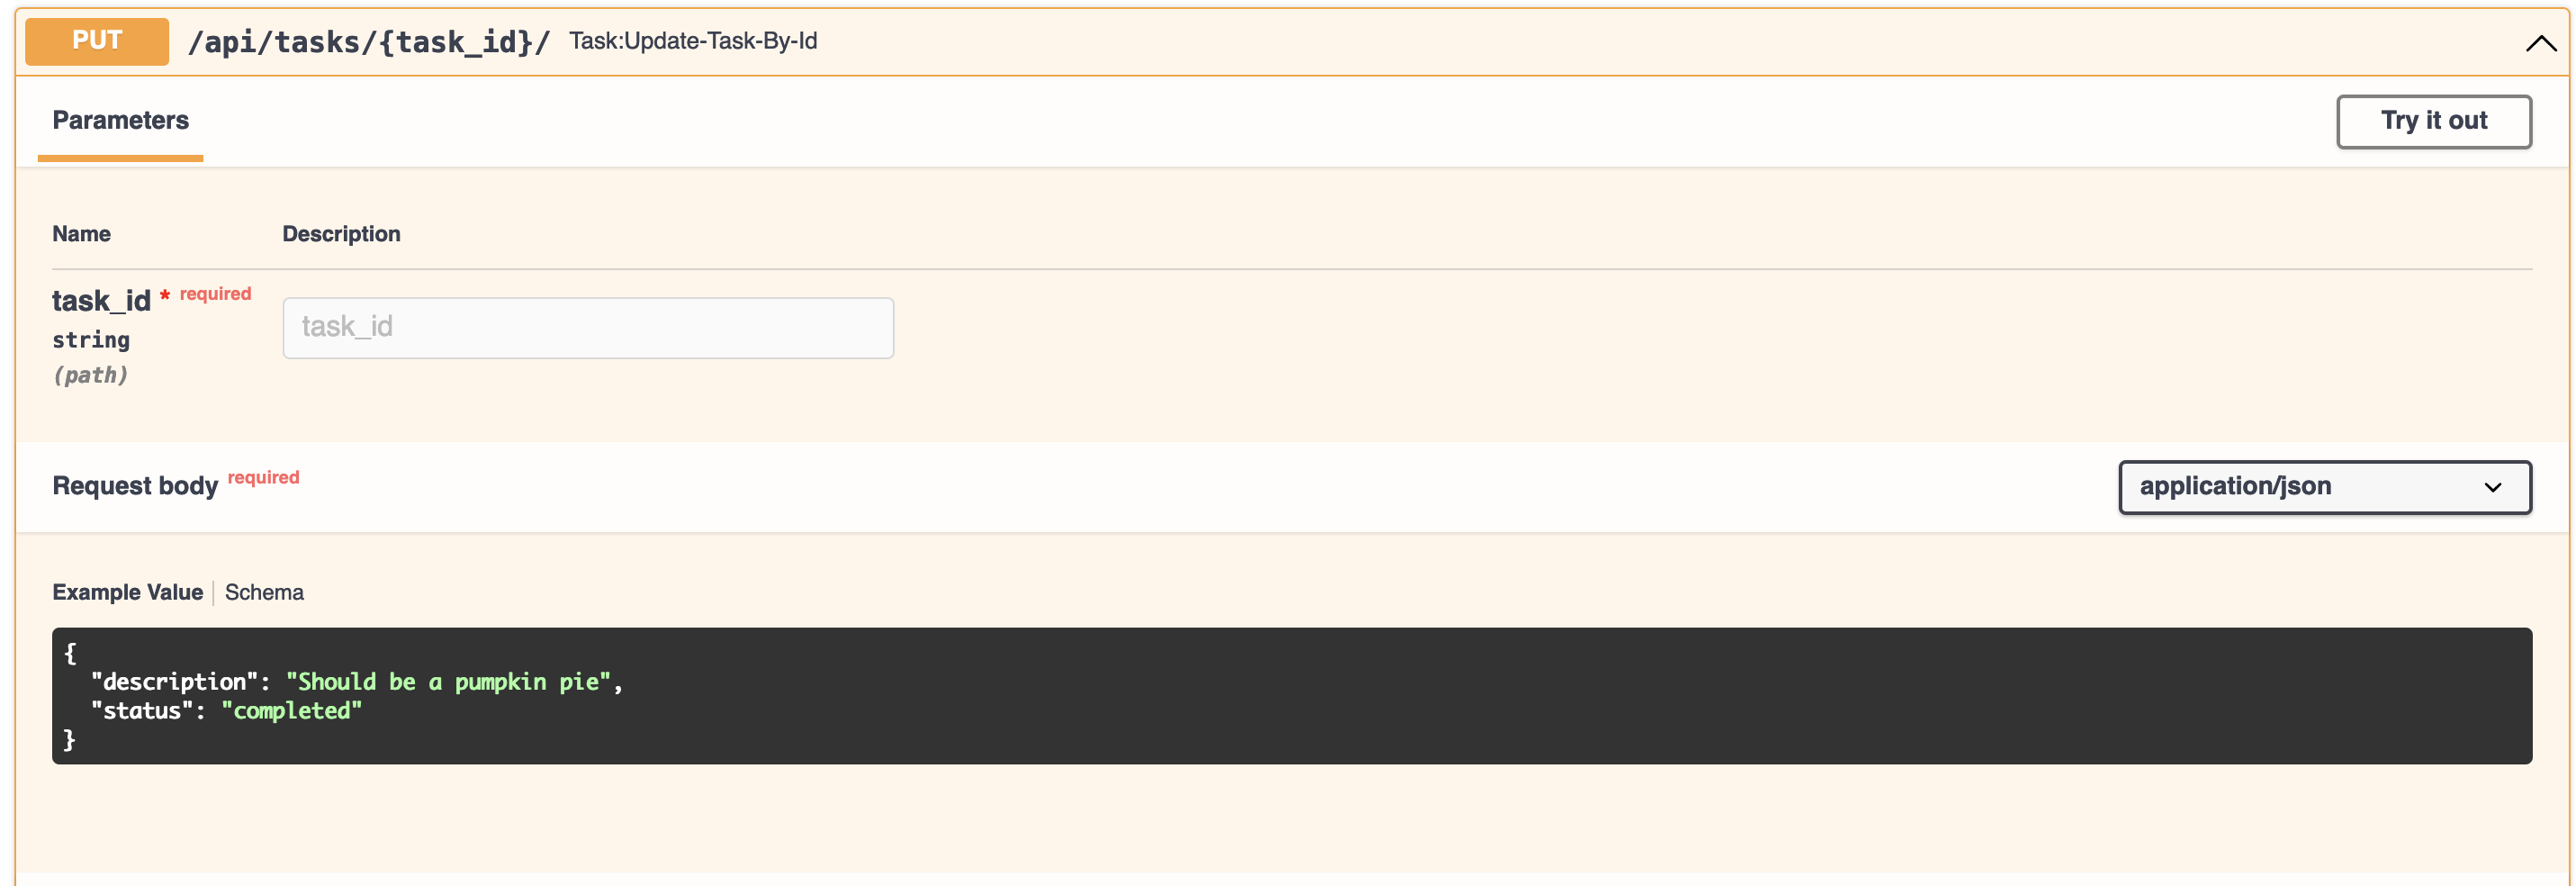 PUT /api/tasks/{task_id}/ Task:Update-Task-By-Id
Parameters
Try it out
Name Description
task_id * required
string
(path)
task_id
Request body required
application/json
Example Value Schema
{
  "description": "Should be a pumpkin pie",
  "status": "completed"
}